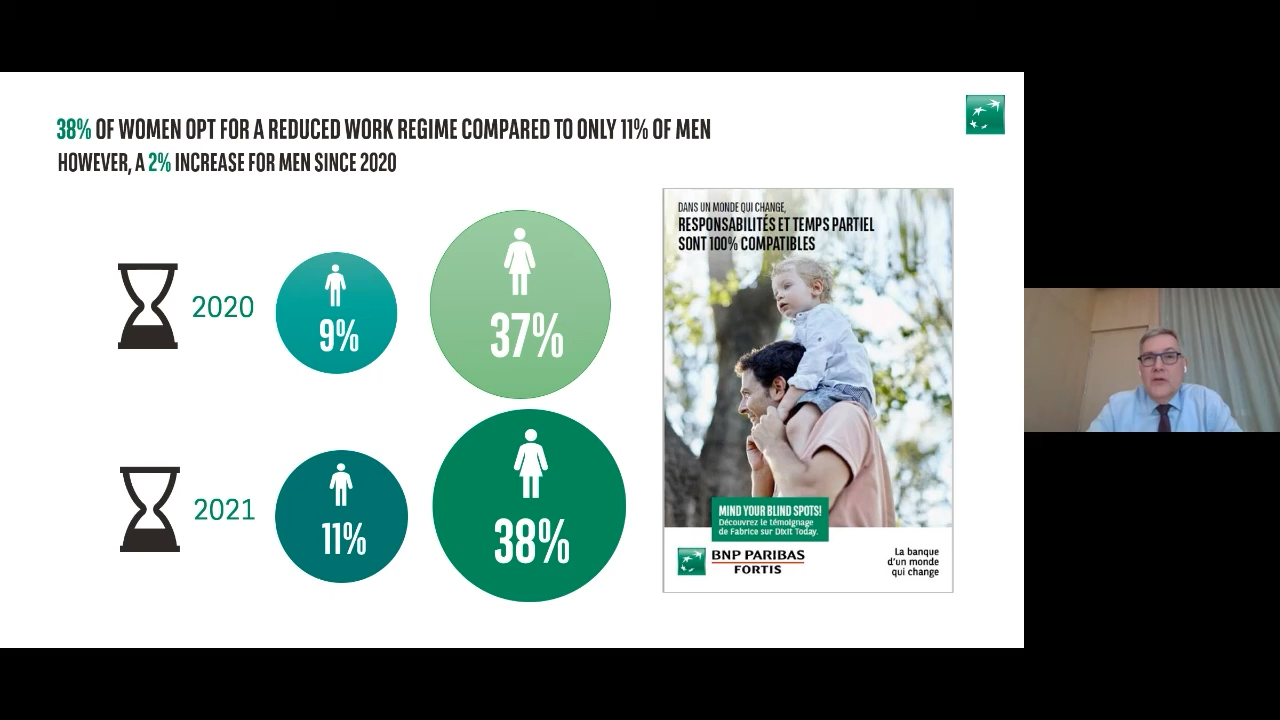 38% OF WOMEN OPT FOR A REDUCED WORK REGIME COMPARED TO ONLY 11% OF MEN
HOWEVER, A 2% INCREASE FOR MEN SINCE 2020
2020
9%
37%
2021
11%
38%
DANS UN MONDE QUI CHANGE,
RESPONSABILITÉS ET TEMPS PARTIEL
SONT 100% COMPATIBLES
MIND YOUR BLIND SPOTS!
Découvrez le témoignage
de Fabrice sur Dixit Today.
BNP PARIBAS
FORTIS
La banque
d'un monde
qui change